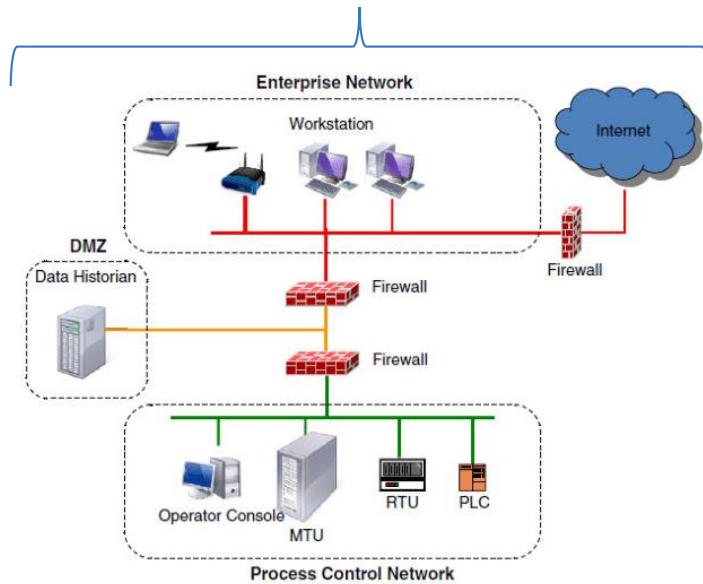 Enterprise Network
Workstation
Internet
DMZ
Data Historian
Firewall
Firewall
Firewall
Operator Console
MTU
RTU
PLC
Process Control Network